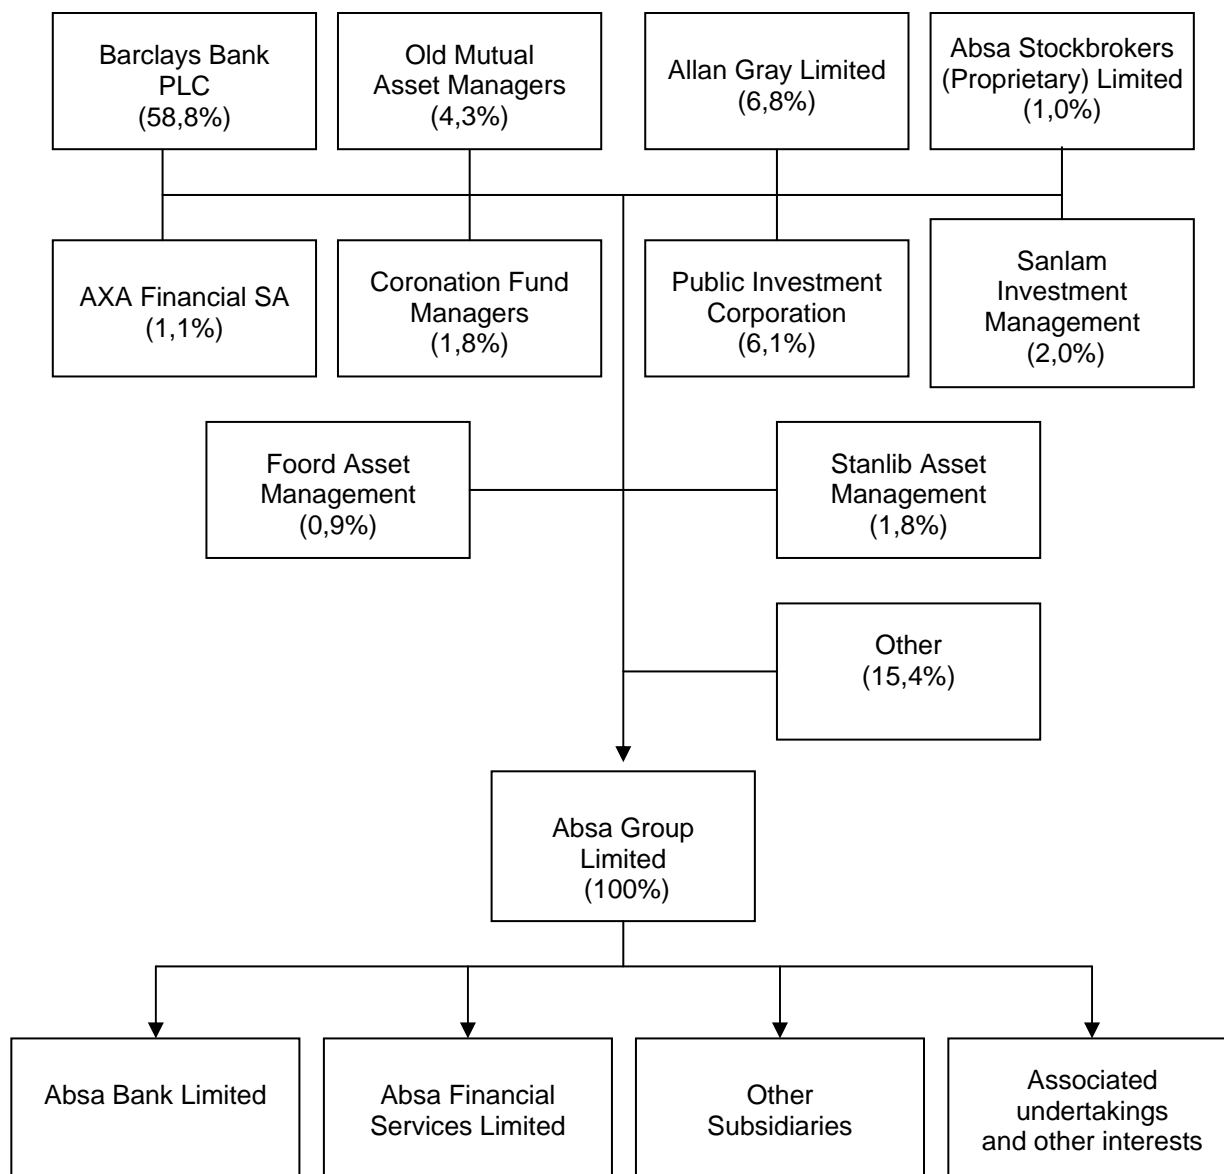 Barclays Bank
PLC
(58,8%)
Old Mutual
Asset Managers
(4,3%)
Allan Gray Limited
(6,8%)
Absa Stockbrokers
(Proprietary) Limited
(1,0%)
AXA Financial SA
(1,1%)
Coronation Fund
Managers
(1,8%)
Public Investment
Corporation
(6,1%)
Sanlam
Investment
Management
(2,0%)
Foord Asset
Management
(0,9%)
Stanlib Asset
Management
(1,8%)
Other
(15,4%)
Absa Group
Limited
(100%)
Absa Bank Limited
Absa Financial
Services Limited
Other
Subsidiaries
Associated
undertakings
and other interests